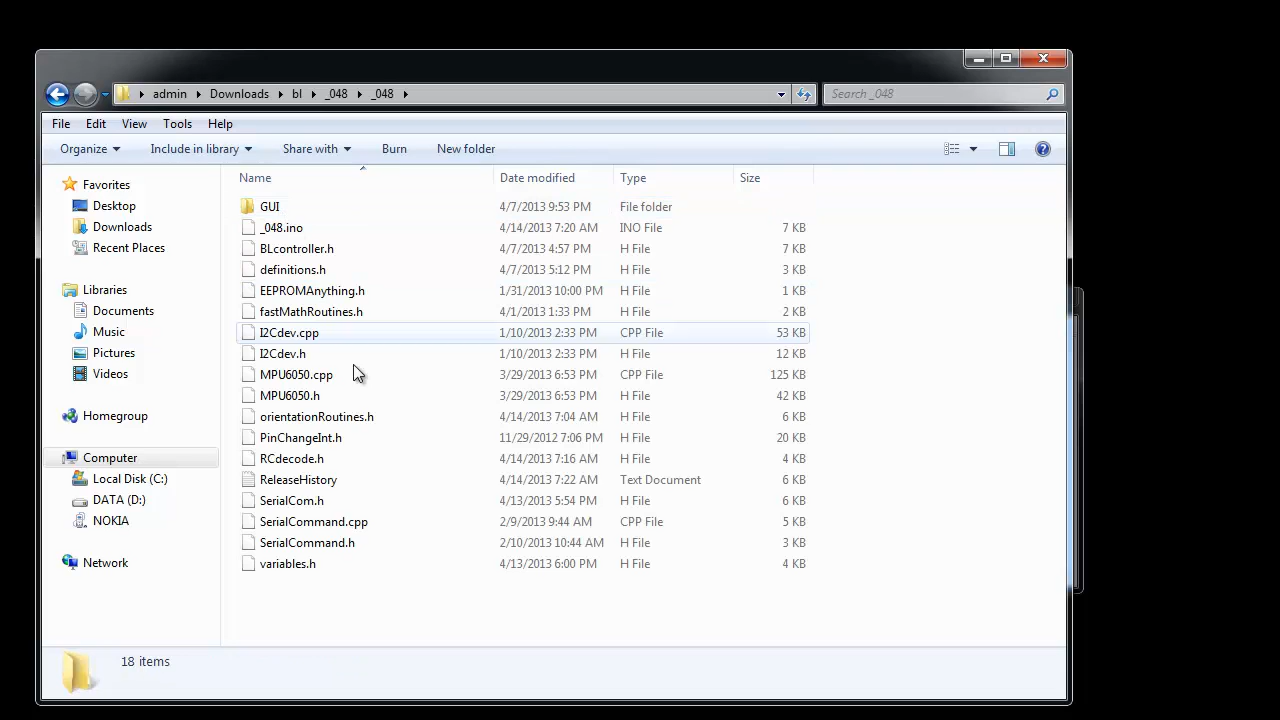 admin Downloads bl _048 _048
Search _048
File Edit View Tools Help
Organize Include in library Share with Burn New folder
Favorites
Desktop
Downloads
Recent Places
Libraries
Documents
Music
Pictures
Videos
Homegroup
Computer
Local Disk (C:)
DATA (D:)
NOKIA
Network
Name Date modified Type Size
GUI 4/7/2013 9:53 PM File folder
_048.ino 4/14/2013 7:20 AM INO File 7 KB
BLcontroller.h 4/7/2013 4:57 PM H File 7 KB
definitions.h 4/7/2013 5:12 PM H File 3 KB
EEPROMAnything.h 1/31/2013 10:00 PM H File 1 KB
fastMathRoutines.h 4/1/2013 1:33 PM H File 2 KB
I2Cdev.cpp 1/10/2013 2:33 PM CPP File 53 KB
I2Cdev.h 1/10/2013 2:33 PM H File 12 KB
MPU6050.cpp 3/29/2013 6:53 PM CPP File 125 KB
MPU6050.h 3/29/2013 6:53 PM H File 42 KB
orientationRoutines.h 4/14/2013 7:04 AM H File 6 KB
PinChangeInt.h 11/29/2012 7:06 PM H File 20 KB
RCdecode.h 4/14/2013 7:16 AM H File 4 KB
ReleaseHistory 4/14/2013 7:22 AM Text Document 6 KB
SerialCom.h 4/13/2013 5:54 PM H File 6 KB
SerialCommand.cpp 2/9/2013 9:44 AM CPP File 5 KB
SerialCommand.h 2/10/2013 10:44 AM H File 3 KB
variables.h 4/13/2013 6:00 PM H File 4 KB
18 items